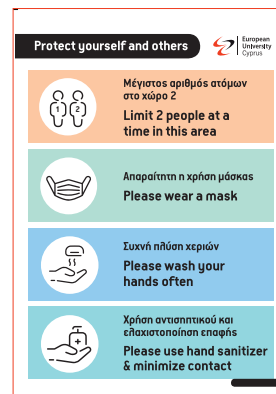 Protect yourself and others
European
University
Cyprus
Μέγιστος αριθμός ατόμων
στο χώρο 2
Limit 2 people at a
time in this area
1 2
Απαραίτητη η χρήση μάσκας
Please wear a mask
Συχνή πλύση χεριών
Please wash your
hands often
Χρήση αντισηπτικού και
ελαχιστοποίηση επαφής
Please use hand sanitizer
& minimize contact